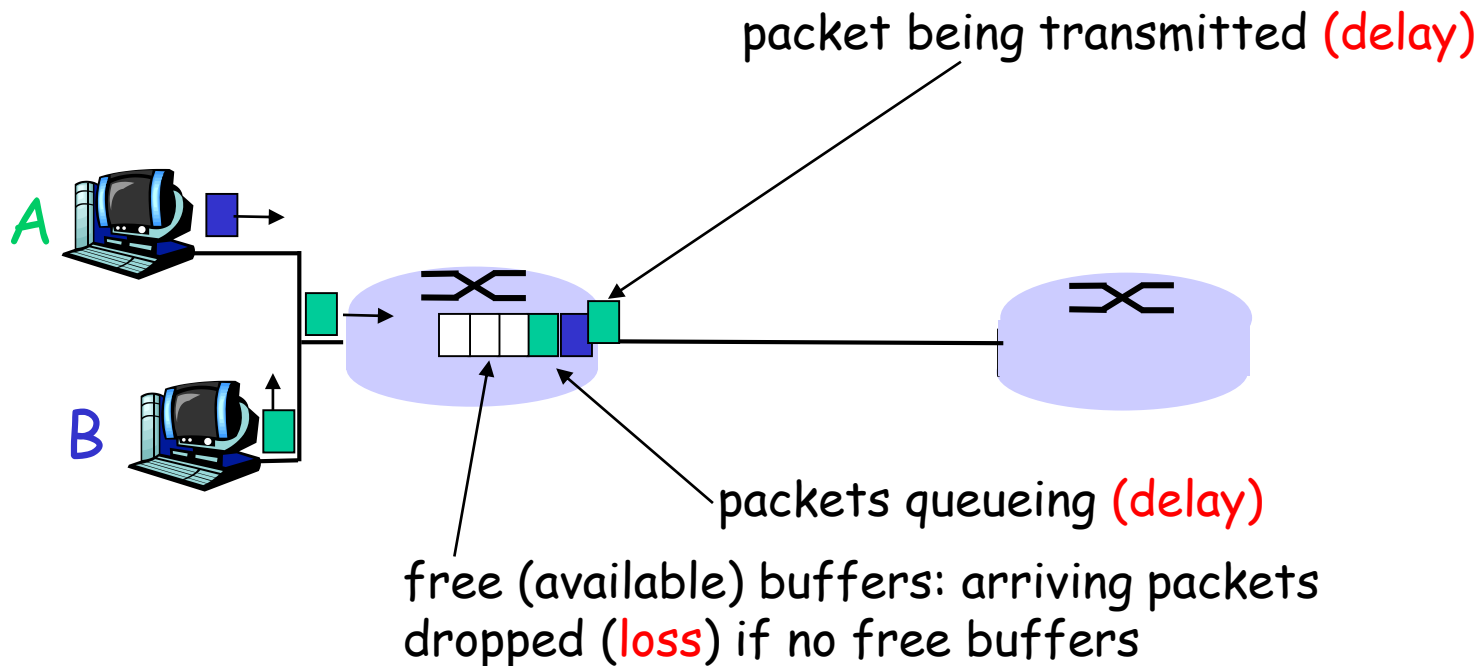 packet being transmitted (delay)
A
B
packets queueing (delay)
free (available) buffers: arriving packets
dropped (loss) if no free buffers